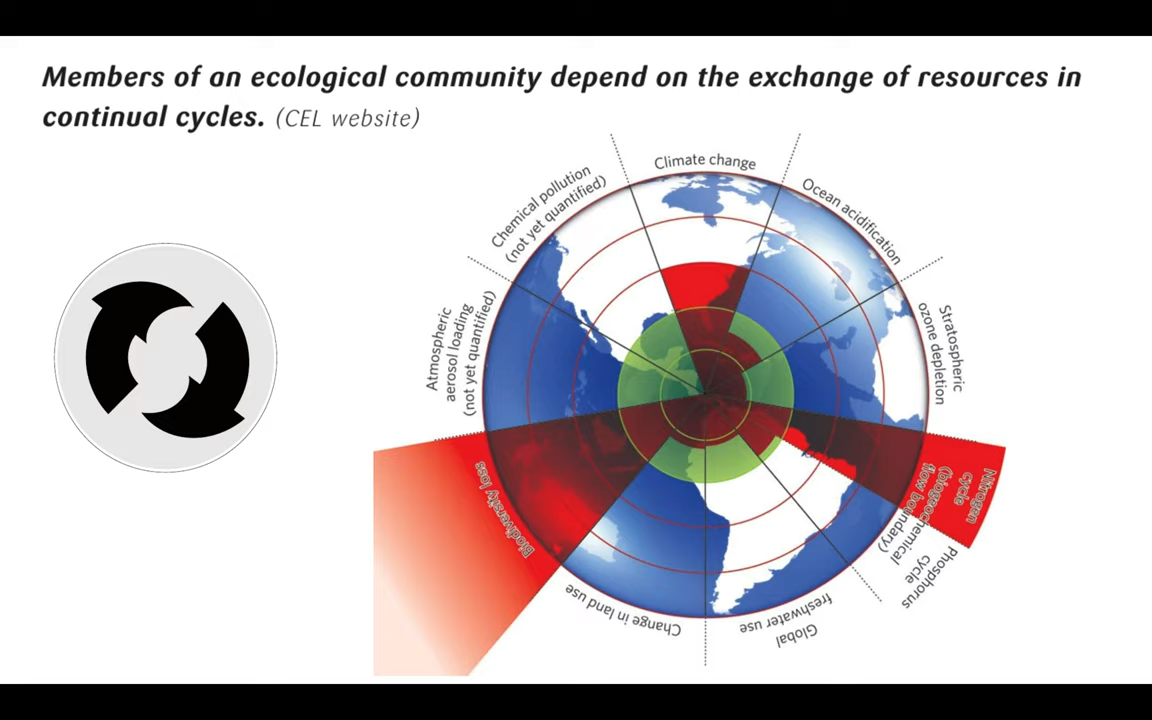 Members of an ecological community depend on the exchange of resources in
continual cycles. (CEL website)
Climate change
Ocean acidification
Stratospheric
ozone depletion
Nitrogen
cycle
(biogeochemical
flow boundary)
Phosphorus
cycle
Global
freshwater use
Change in land use
Biodiversity loss
Atmospheric
aerosol loading
(not yet quantified)
Chemical pollution
(not yet quantified)